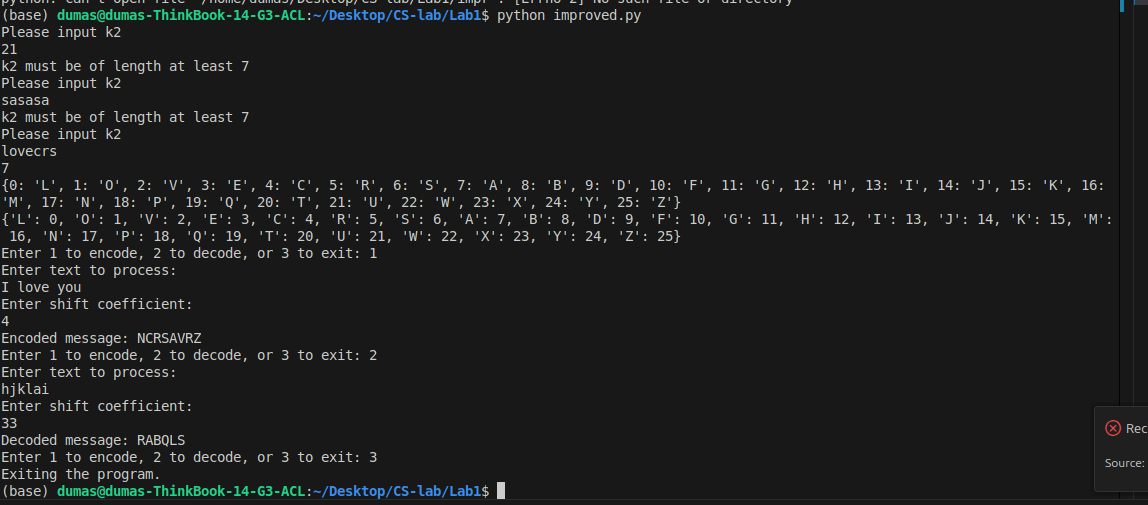 python: can't open file '/home/dumas/Desktop/CS-lab/Lab1/impr': [Errno 2] No such file or directory
(base) dumas@dumas-ThinkBook-14-G3-ACL:~/Desktop/CS-lab/Lab1$ python improved.py
Please input k2
21
k2 must be of length at least 7
Please input k2
sasasa
k2 must be of length at least 7
Please input k2
lovecrs
7
{0: 'L', 1: 'O', 2: 'V', 3: 'E', 4: 'C', 5: 'R', 6: 'S', 7: 'A', 8: 'B', 9: 'D', 10: 'F', 11: 'G', 12: 'H', 13: 'I', 14: 'J', 15: 'K', 16:
'M', 17: 'N', 18: 'P', 19: 'Q', 20: 'T', 21: 'U', 22: 'W', 23: 'X', 24: 'Y', 25: 'Z'}
{'L': 0, 'O': 1, 'V': 2, 'E': 3, 'C': 4, 'R': 5, 'S': 6, 'A': 7, 'B': 8, 'D': 9, 'F': 10, 'G': 11, 'H': 12, 'I': 13, 'J': 14, 'K': 15, 'M':
16, 'N': 17, 'P': 18, 'Q': 19, 'T': 20, 'U': 21, 'W': 22, 'X': 23, 'Y': 24, 'Z': 25}
Enter 1 to encode, 2 to decode, or 3 to exit: 1
Enter text to process:
I love you
Enter shift coefficient:
4
Encoded message: NCRSAVRZ
Enter 1 to encode, 2 to decode, or 3 to exit: 2
Enter text to process:
hjklai
Enter shift coefficient:
33
Decoded message: RABQLS
Enter 1 to encode, 2 to decode, or 3 to exit: 3
Exiting the program.
(base) dumas@dumas-ThinkBook-14-G3-ACL:~/Desktop/CS-lab/Lab1$
Rec
Source: